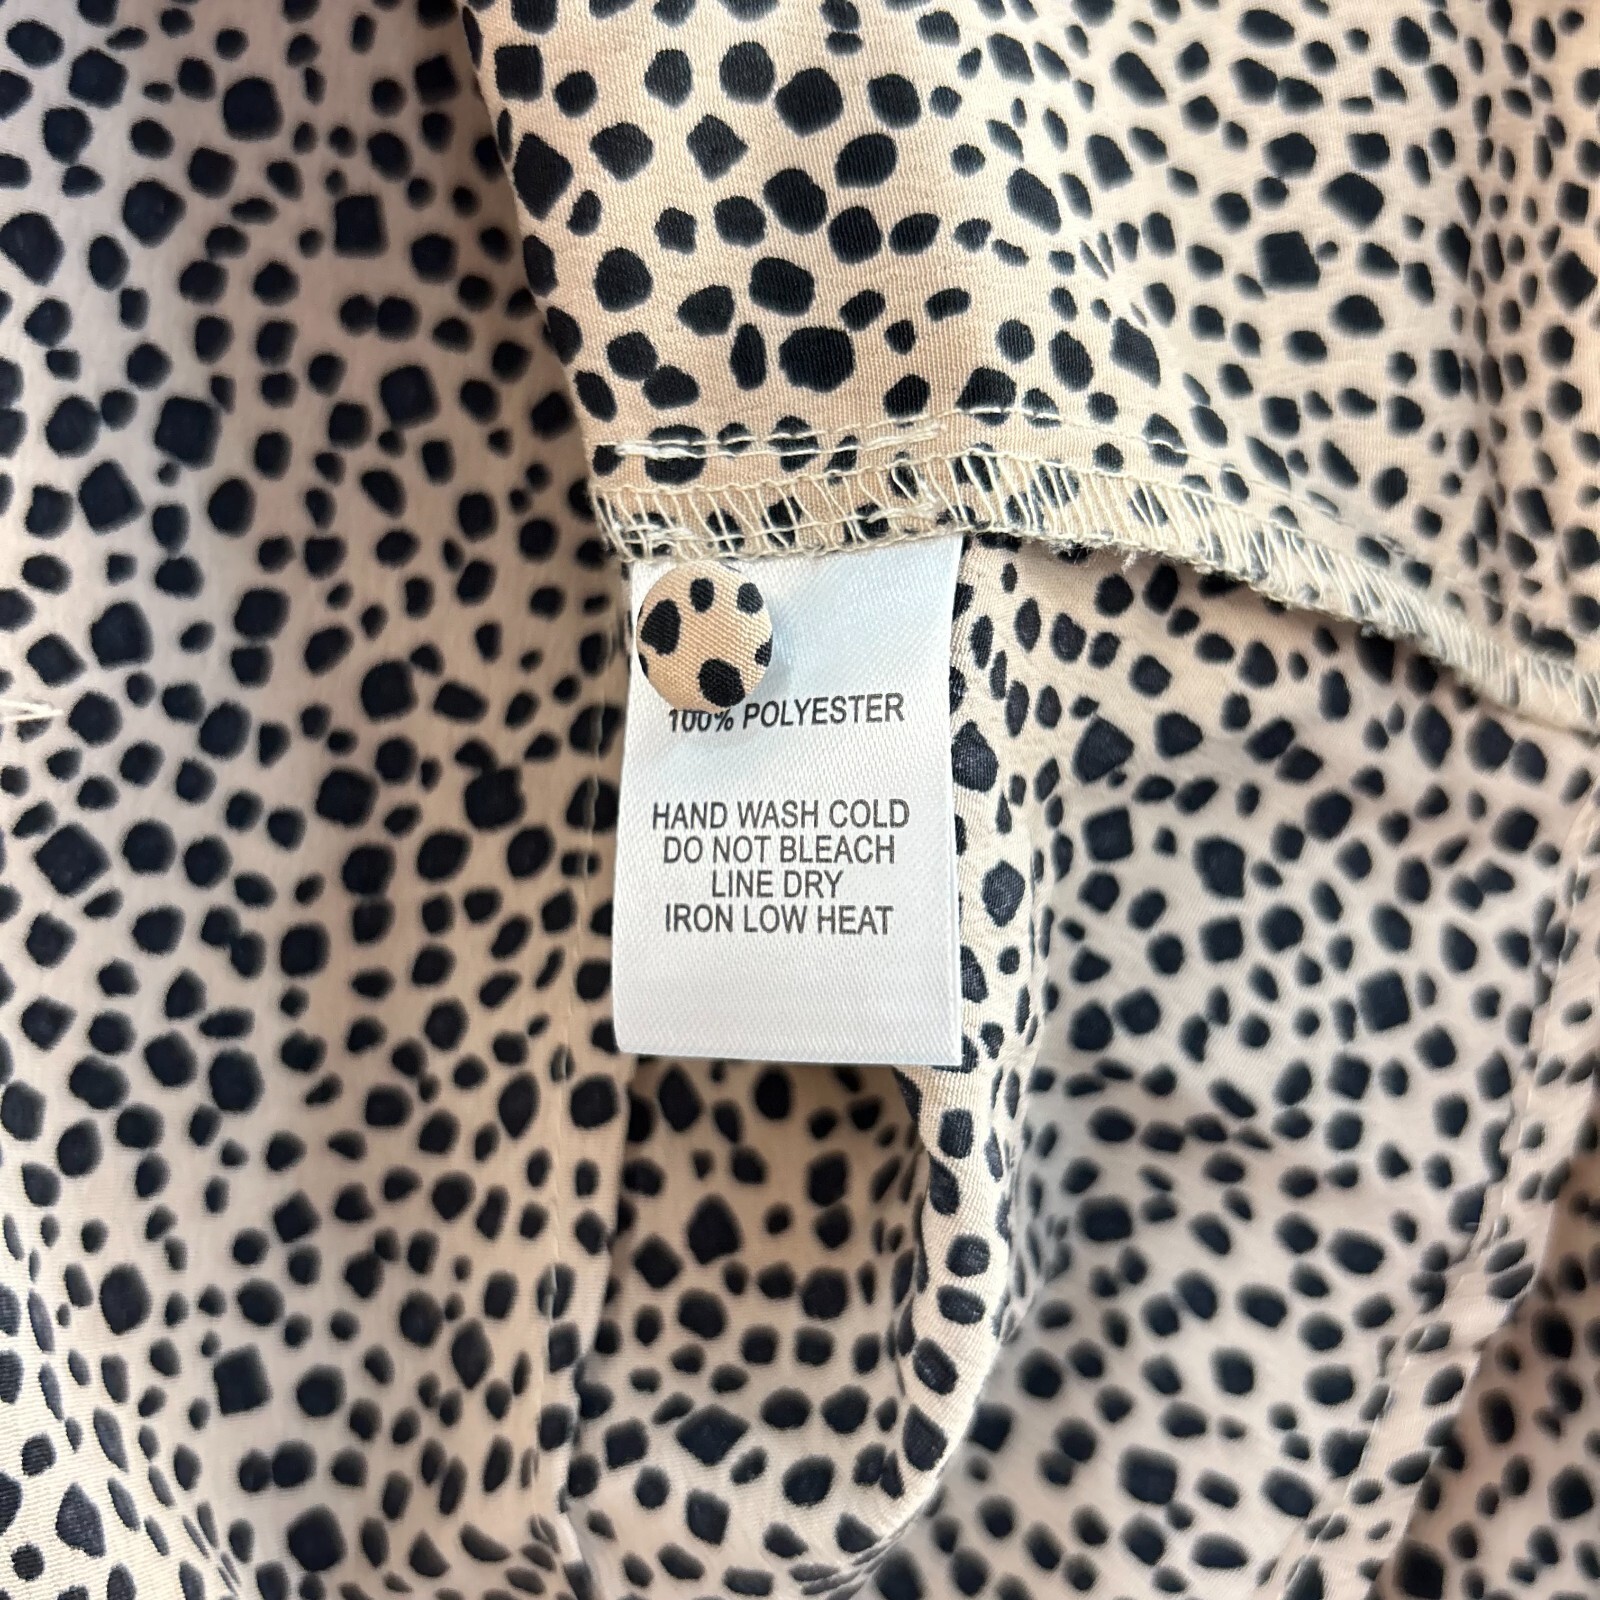 100% POLYESTER
HAND WASH COLD
DO NOT BLEACH
LINE DRY
IRON LOW HEAT